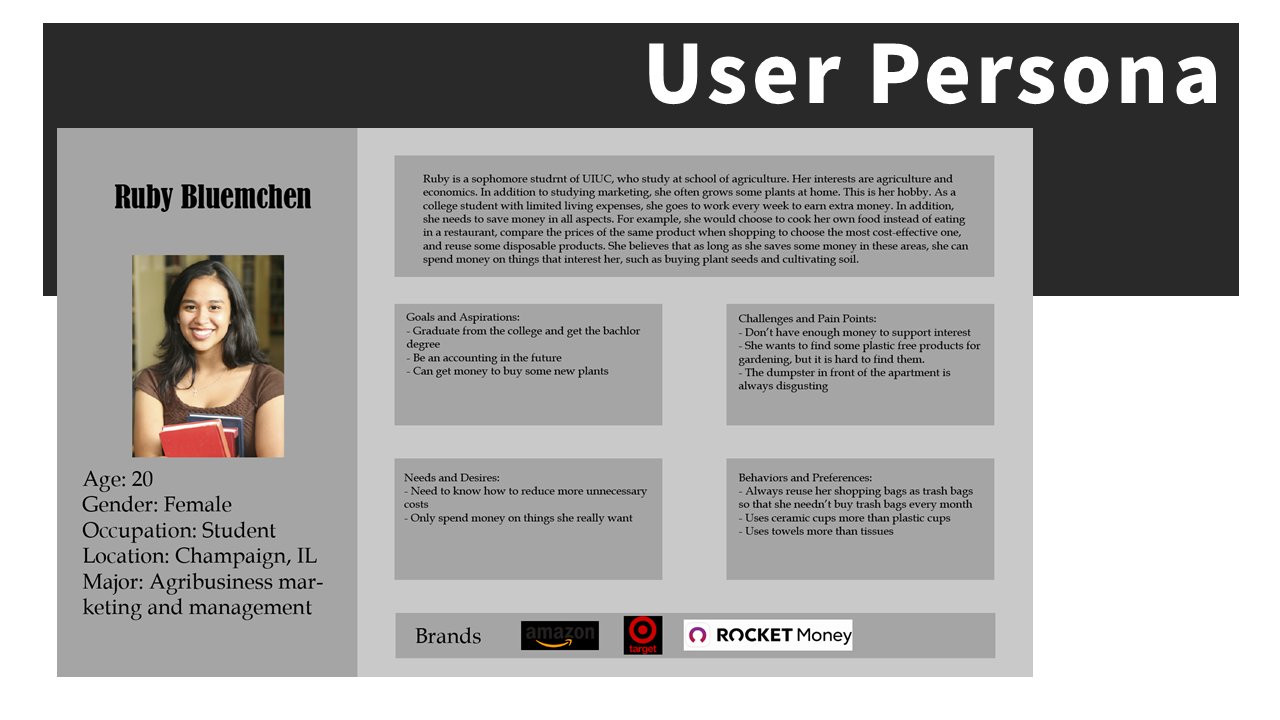 User Persona
Ruby Bluemchen
Age: 20
Gender: Female
Occupation: Student
Location: Champaign, IL
Major: Agribusiness mar-
keting and management
Ruby is a sophomore studrnt of UIUC, who study at school of agriculture. Her interests are agriculture and
economics. In addition to studying marketing, she often grows some plants at home. This is her hobby. As a
college student with limited living expenses, she goes to work every week to earn extra money. In addition,
she needs to save money in all aspects. For example, she would choose to cook her own food instead of eating
in a restaurant, compare the prices of the same product when shopping to choose the most cost-effective one,
and reuse some disposable products. She believes that as long as she saves some money in these areas, she can
spend money on things that interest her, such as buying plant seeds and cultivating soil.
Goals and Aspirations:
- Graduate from the college and get the bachlor
degree
- Be an accounting in the future
- Can get money to buy some new plants
Challenges and Pain Points:
- Don't have enough money to support interest
- She wants to find some plastic free products for
gardening, but it is hard to find them.
- The dumpster in front of the apartment is
always disgusting
Needs and Desires:
- Need to know how to reduce more unnecessary
costs
- Only spend money on things she really want
Behaviors and Preferences:
- Always reuse her shopping bags as trash bags
so that she needn't buy trash bags every month
- Uses ceramic cups more than plastic cups
- Uses towels more than tissues
Brands
amazon
target
ROCKET Money